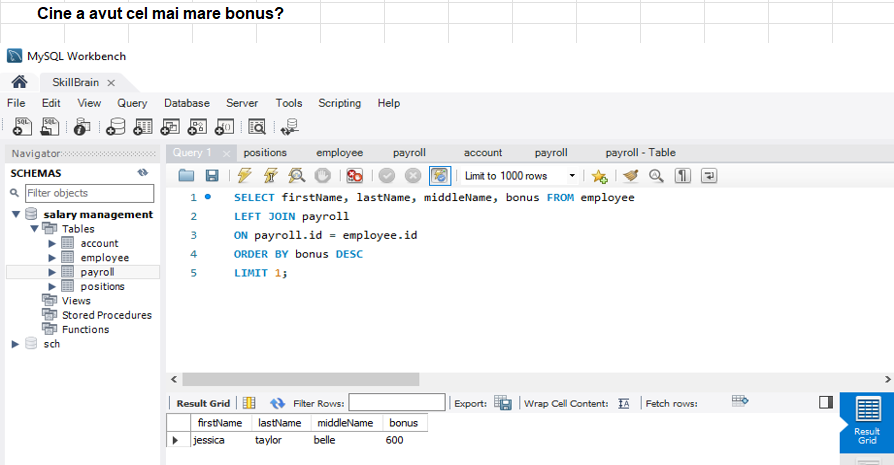 Cine a avut cel mai mare bonus?
MySQL Workbench
SkillBrain
File Edit View Query Database Server Tools Scripting Help
Navigator
Query 1 positions employee payroll account payroll payroll - Table
SCHEMAS
Limit to 1000 rows
Filter objects
salary management
Tables
account
employee
payroll
positions
Views
Stored Procedures
Functions
sch
1 SELECT firstName, lastName, middleName, bonus FROM employee
2 LEFT JOIN payroll
3 ON payroll.id = employee.id
4 ORDER BY bonus DESC
5 LIMIT 1;
Result Grid Filter Rows: Export: Wrap Cell Content: Fetch rows:
firstName lastName middleName bonus
jessica taylor belle 600
Result
Grid